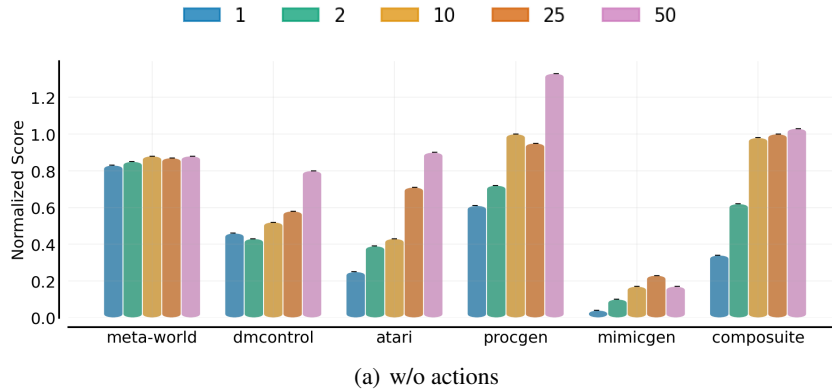 1 2 10 25 50
Normalized Score
1.2
1.0
0.8
0.6
0.4
0.2
0.0
meta-world dmcontrol atari procgen mimicgen composuite
(a) w/o actions